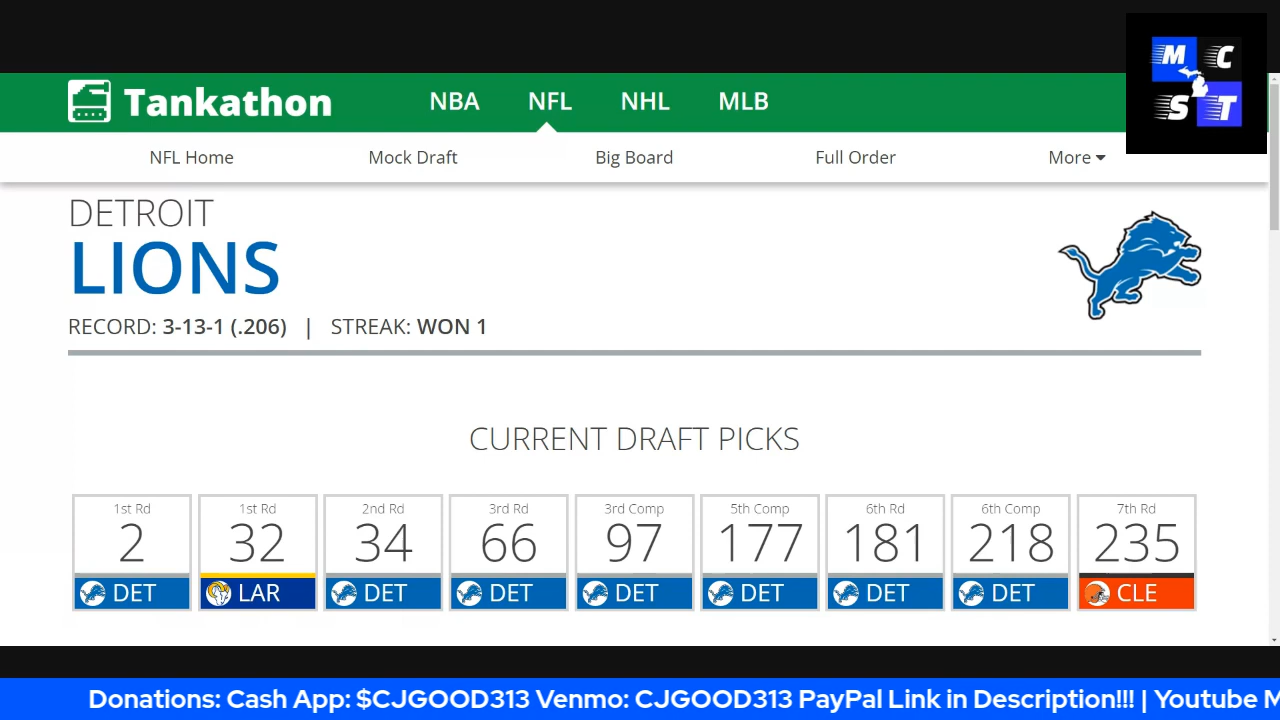 M C
S T
Tankathon NBA NFL NHL MLB
NFL Home Mock Draft Big Board Full Order More
DETROIT
LIONS
RECORD: 3-13-1 (.206) | STREAK: WON 1
CURRENT DRAFT PICKS
1st Rd 1st Rd 2nd Rd 3rd Rd 3rd Comp 5th Comp 6th Rd 6th Comp 7th Rd
2 32 34 66 97 177 181 218 235
DET LAR DET DET DET DET DET DET CLE
Donations: Cash App: $CJGOOD313 Venmo: CJGOOD313 PayPal Link in Description!!! | Youtube M